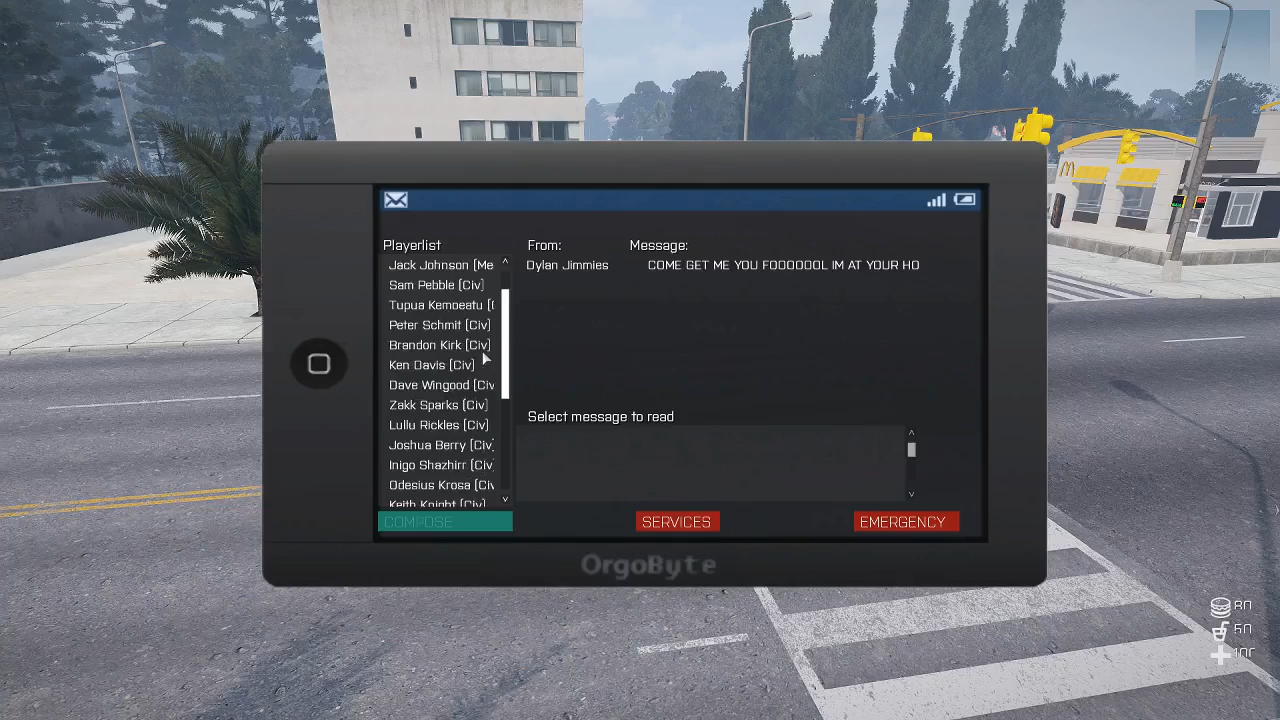 Playerlist
From:
Message:
Jack Johnson (Me
Dylan Jimmies
COME GET ME YOU FOOOOOOL IM AT YOUR HO
Sam Pebble (Civ)
Tupua Kemoeatu (
Peter Schmit (Civ)
Brandon Kirk (Civ)
Ken Davis (Civ)
Dave Wingood (Civ
Zakk Sparks (Civ)
Lullu Rickles (Civ)
Joshua Berry (Civ
Inigo Shazhirr (Civ
Odesius Krosa (Civ
Keith Knight (Civ)
Select message to read
COMPOSE
SERVICES
EMERGENCY
OrgoByte